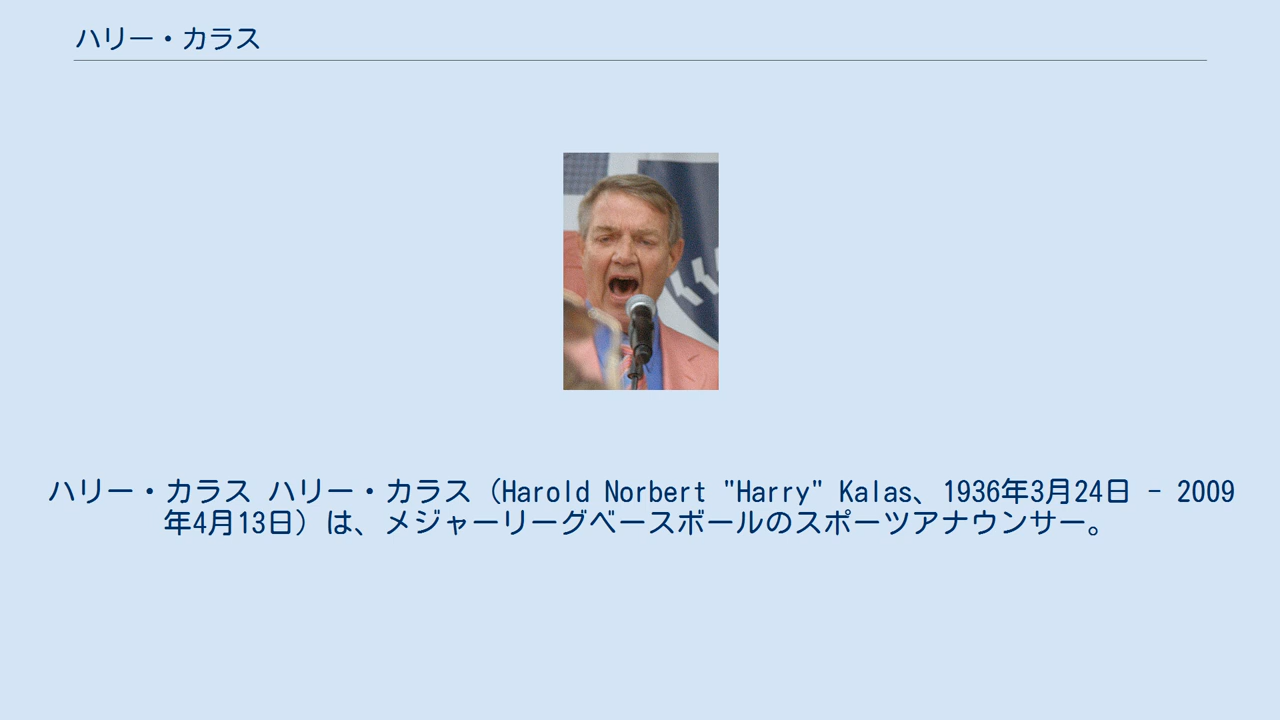 ハリー・カラス
ハリー・カラス ハリー・カラス（Harold Norbert "Harry" Kalas、1936年3月24日 - 2009
年4月13日）は、メジャーリーグベースボールのスポーツアナウンサー。